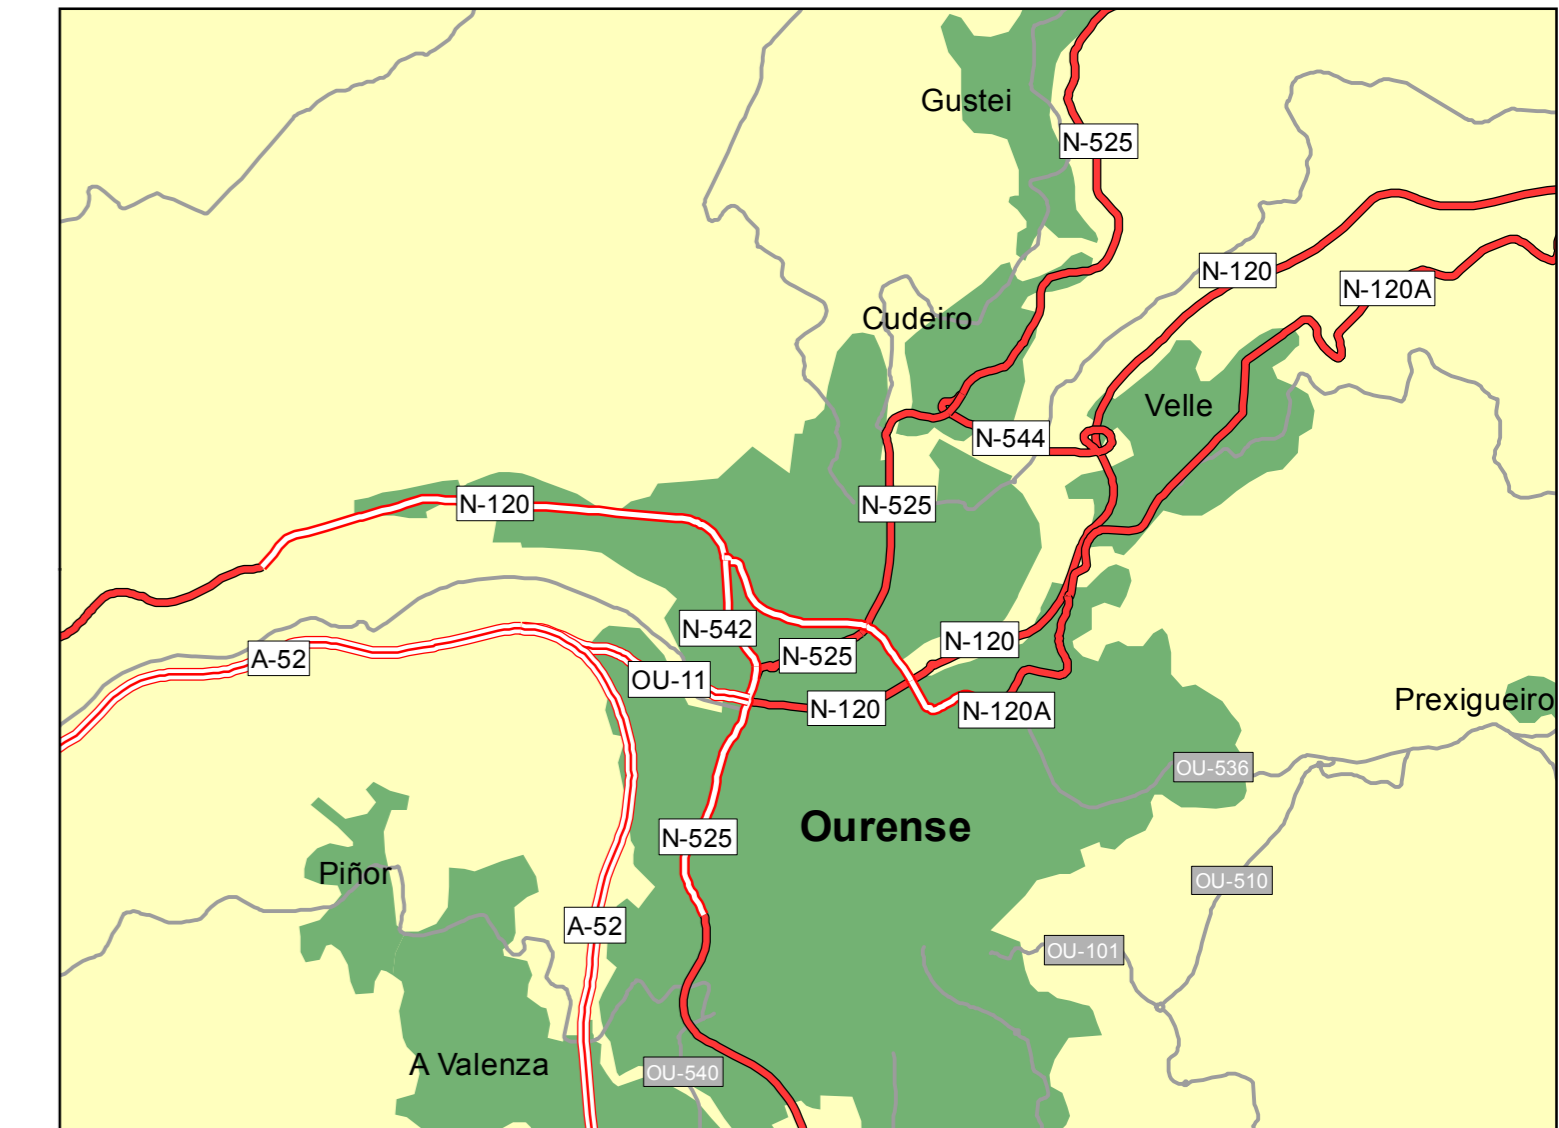 Gustei
N-525
N-120
N-120A
Cudeiro
Velle
N-544
N-120
N-525
N-542
N-525
N-120
A-52
OU-11
N-120
N-120A
Prexigueiro
OU-536
N-525
Ourense
Piñor
OU-510
A-52
OU-101
A Valenza
OU-540